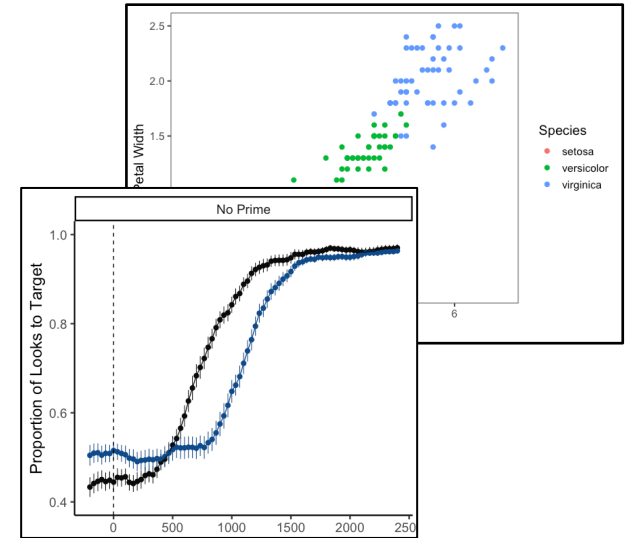 2.5
2.0
1.5
Petal Width
Species
setosa
versicolor
virginica
6
No Prime
1.0
0.8
0.6
0.4
Proportion of Looks to Target
0 500 1000 1500 2000 250